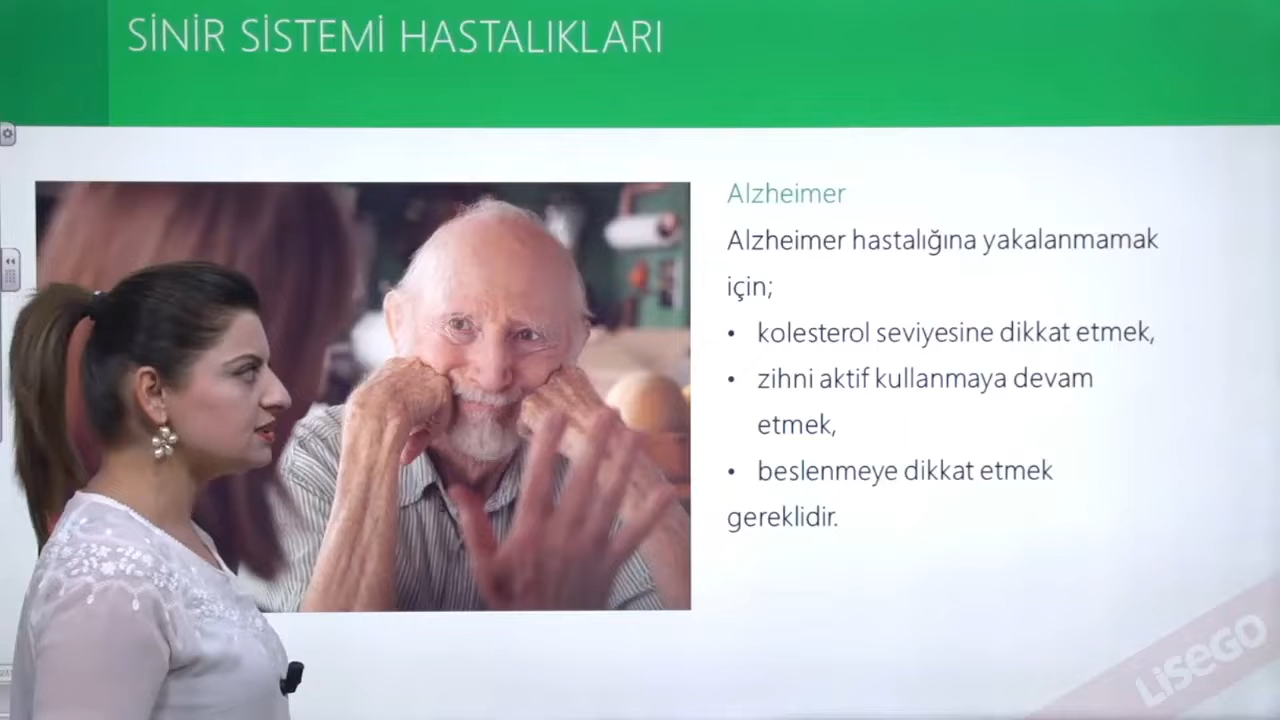 SİNİR SİSTEMİ HASTALIKLARI
Alzheimer
Alzheimer hastalığına yakalanmamak
için;
• kolesterol seviyesine dikkat etmek,
• zihni aktif kullanmaya devam
etmek,
• beslenmeye dikkat etmek
gereklidir.
LiseGO